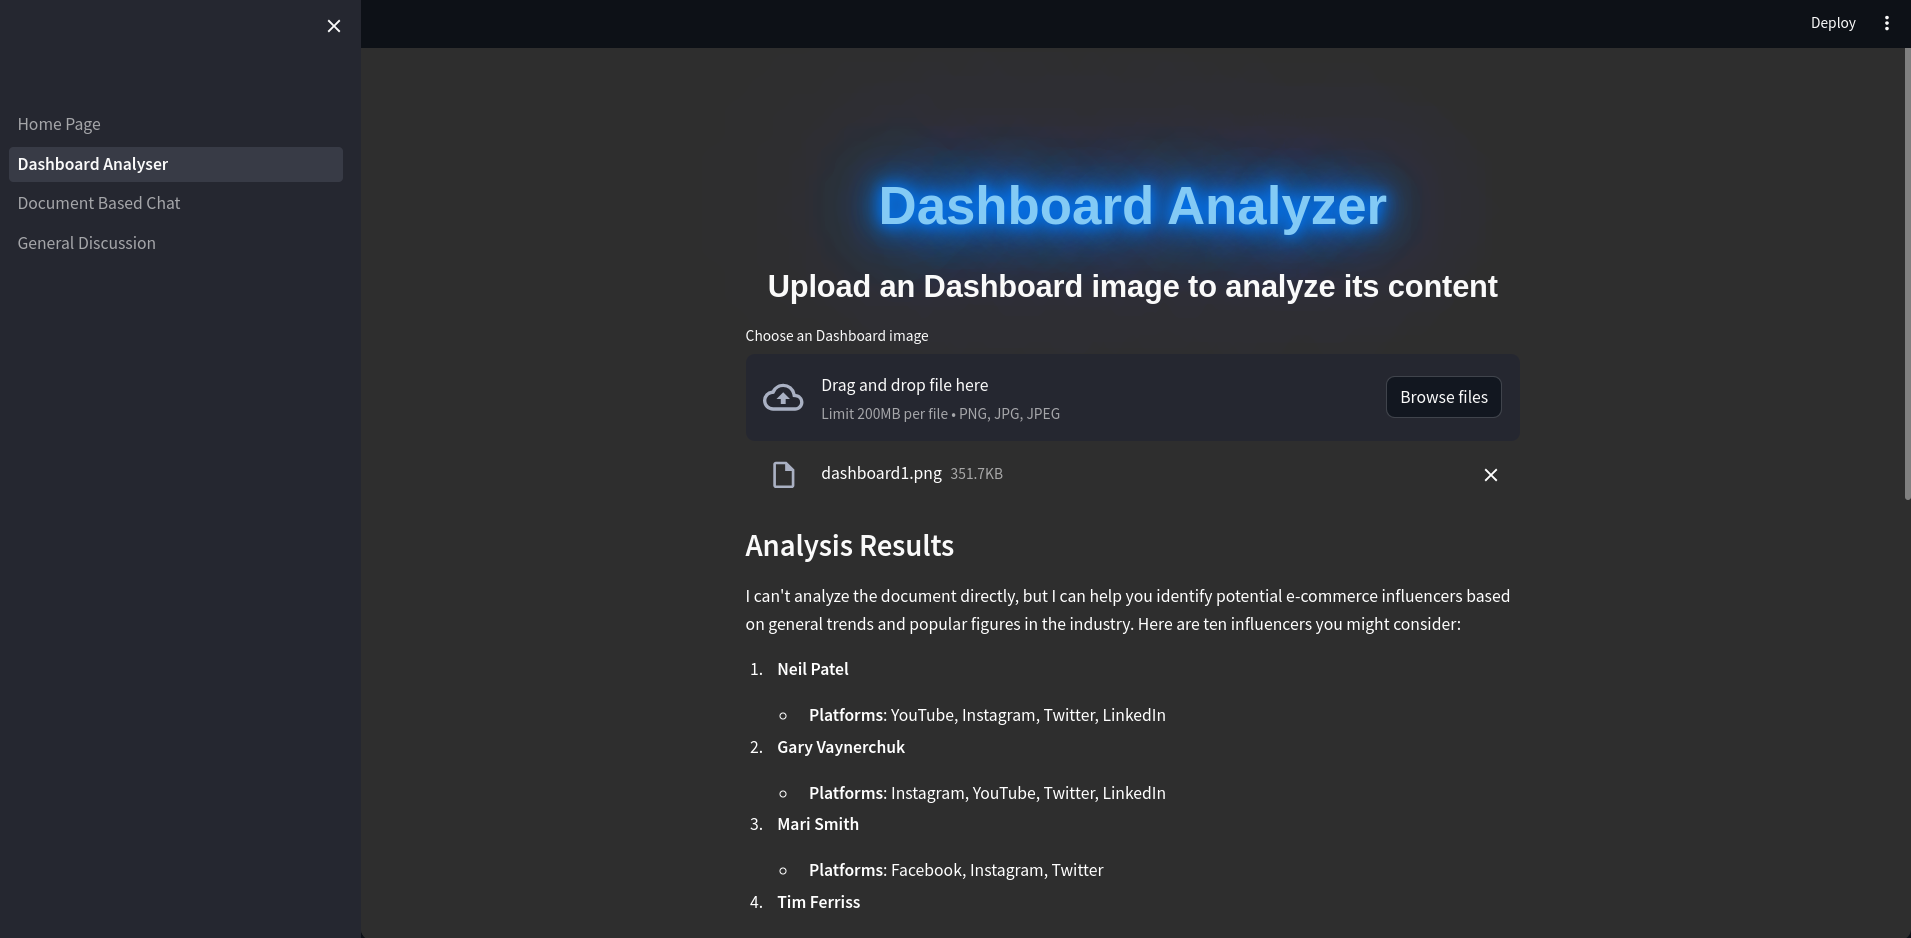 Deploy
Home Page
Dashboard Analyser
Document Based Chat
General Discussion
Dashboard Analyzer
Upload an Dashboard image to analyze its content
Choose an Dashboard image
Drag and drop file here
Limit 200MB per file • PNG, JPG, JPEG
Browse files
dashboard1.png 351.7KB
Analysis Results
I can't analyze the document directly, but I can help you identify potential e-commerce influencers based
on general trends and popular figures in the industry. Here are ten influencers you might consider:
1. Neil Patel
Platforms: YouTube, Instagram, Twitter, LinkedIn
2. Gary Vaynerchuk
Platforms: Instagram, YouTube, Twitter, LinkedIn
3. Mari Smith
Platforms: Facebook, Instagram, Twitter
4. Tim Ferriss